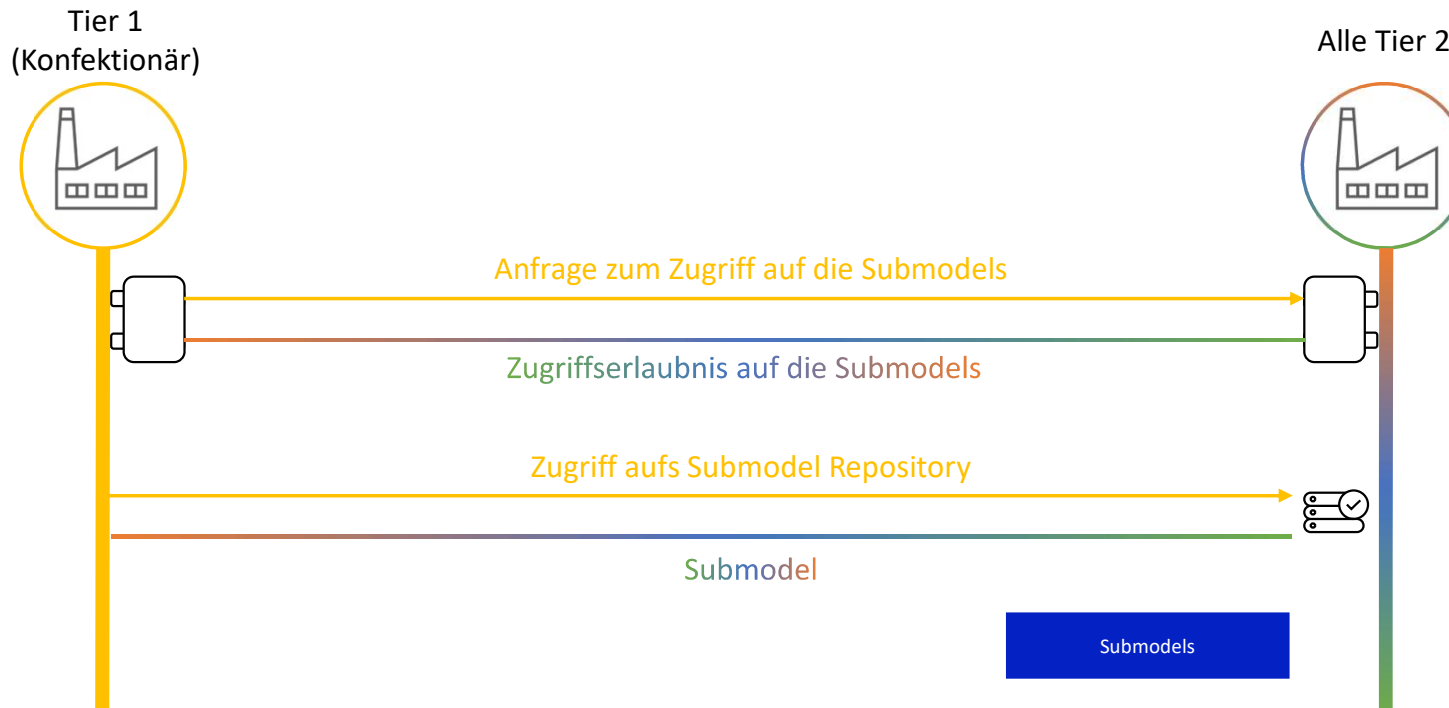 Tier 1
(Konfektionär)
Alle Tier 2
Anfrage zum Zugriff auf die Submodels
Zugriffserlaubnis auf die Submodels
Zugriff aufs Submodel Repository
Submodel
Submodels